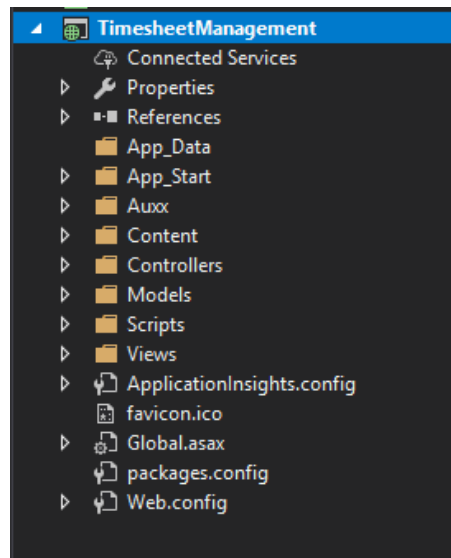 TimesheetManagement
Connected Services
Properties
References
App_Data
App_Start
Auxx
Content
Controllers
Models
Scripts
Views
ApplicationInsights.config
favicon.ico
Global.asax
packages.config
Web.config